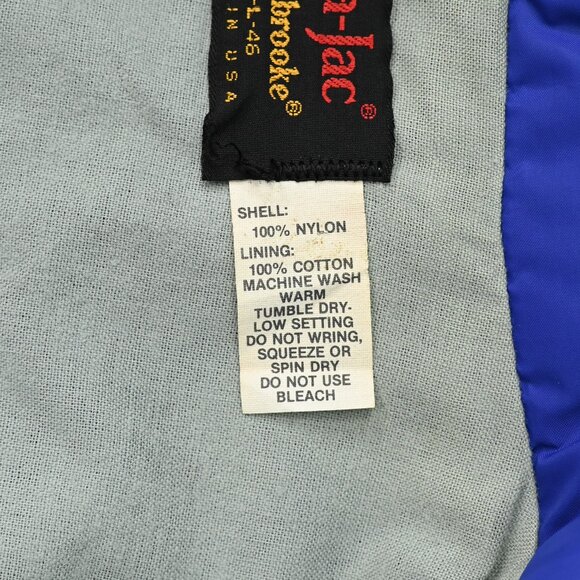 -Jac®
brooke®
-L-46
IN USA
SHELL:
100% NYLON
LINING:
100% COTTON
MACHINE WASH
WARM
TUMBLE DRY-
LOW SETTING
DO NOT WRING,
SQUEEZE OR
SPIN DRY
DO NOT USE
BLEACH